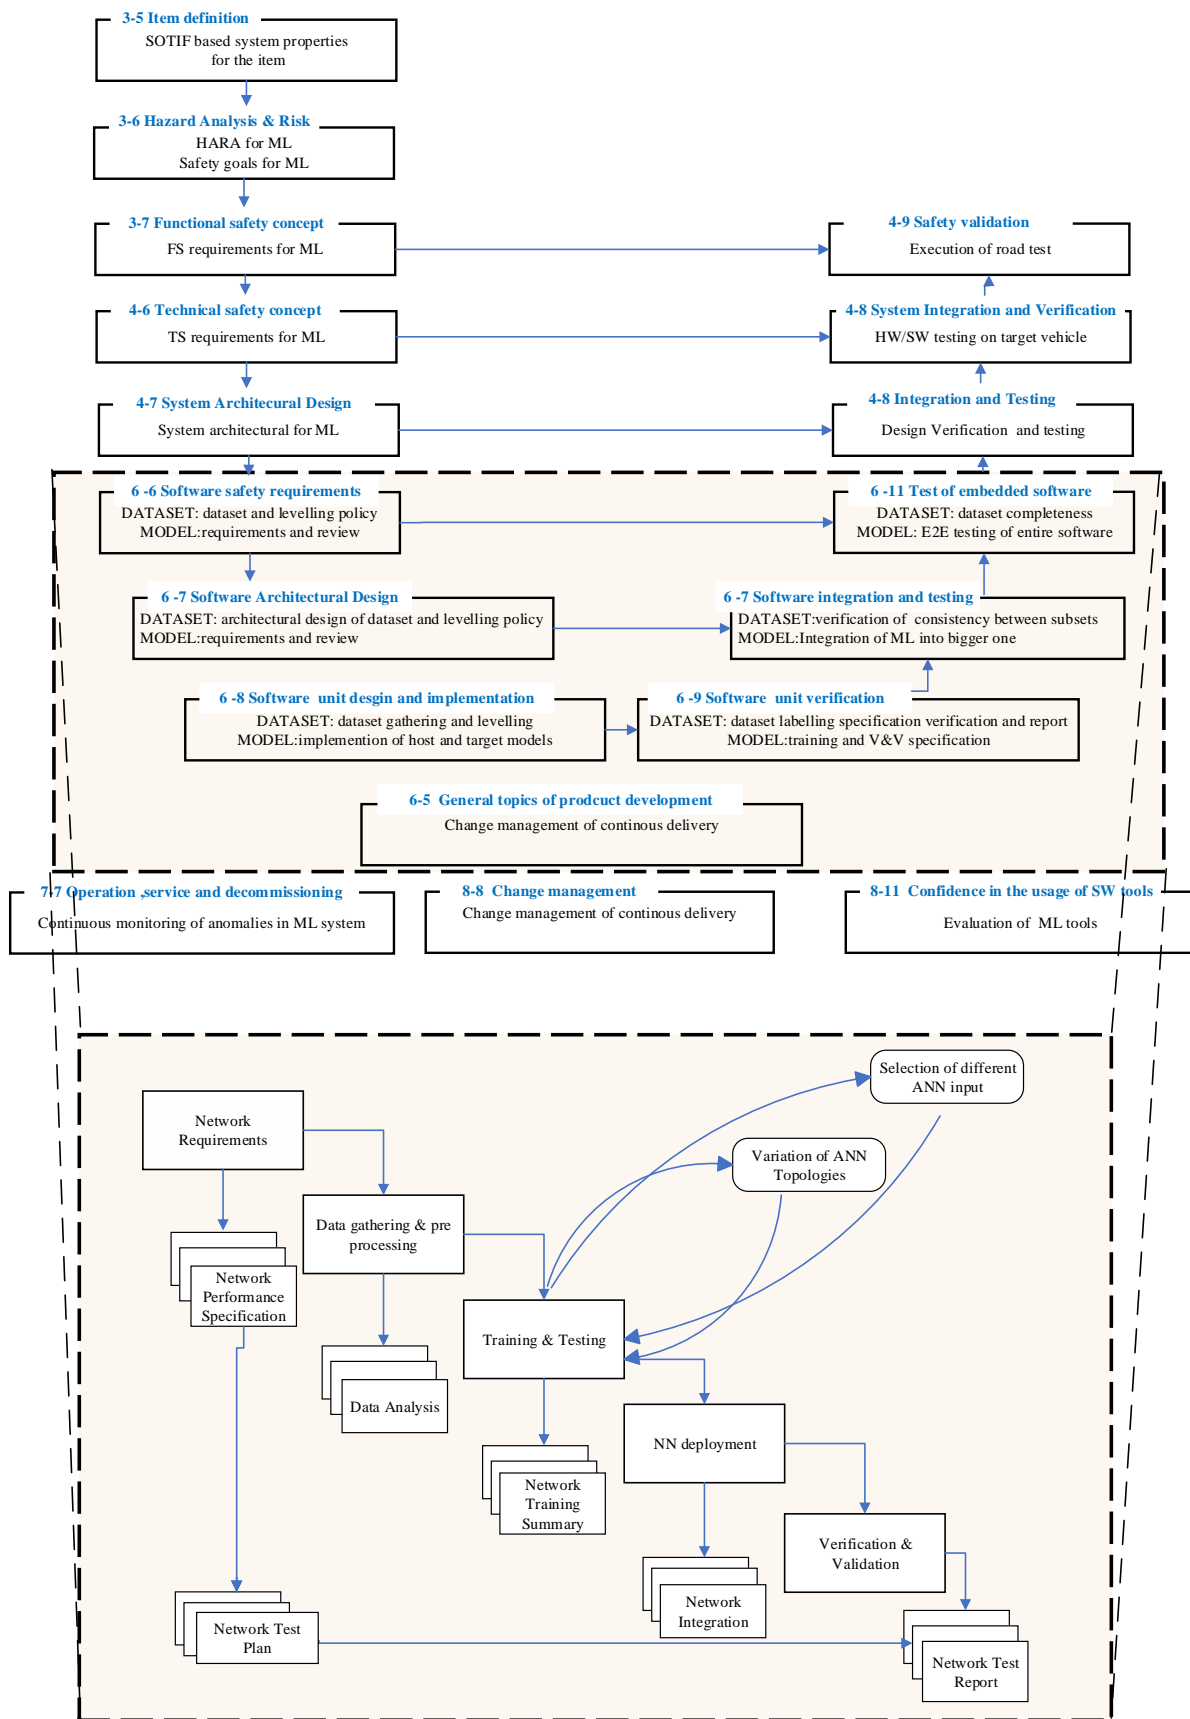 3-5 Item definition
SOTIF based system properties
for the item
3-6 Hazard Analysis & Risk
HARA for ML
Safety goals for ML
3-7 Functional safety concept
FS requirements for ML
4-9 Safety validation
Execution of road test
4-6 Technical safety concept
TS requirements for ML
4-8 System Integration and Verification
HW/SW testing on target vehicle
4-7 System Architecural Design
System architectural for ML
4-8 Integration and Testing
Design Verification and testing
6 -6 Software safety requirements
DATASET: dataset and levelling policy
MODEL:requirements and review
6 -11 Test of embedded software
DATASET: dataset completeness
MODEL: E2E testing of entire software
6 -7 Software Architectural Design
DATASET: architectural design of dataset and levelling policy
MODEL:requirements and review
6 -7 Software integration and testing
DATASET:verification of consistency between subsets
MODEL:Integration of ML into bigger one
6 -8 Software unit desgin and implementation
DATASET: dataset gathering and levelling
MODEL:implemention of host and target models
6 -9 Software unit verification
DATASET: dataset labelling specification verification and report
MODEL:training and V&V specification
6-5 General topics of prodcuct development
Change management of continous delivery
7-7 Operation ,service and decommissioning
Continuous monitoring of anomalies in ML system
8-8 Change management
Change management of continous delivery
8-11 Confidence in the usage of SW tools
Evaluation of ML tools
Selection of different
ANN input
Network
Requirements
Variation of ANN
Topologies
Data gathering & pre
processing
Network
Performance
Specification
Training & Testing
Data Analysis
NN deployment
Network
Training
Summary
Verification &
Validation
Network
Integration
Network Test
Plan
Network Test
Report